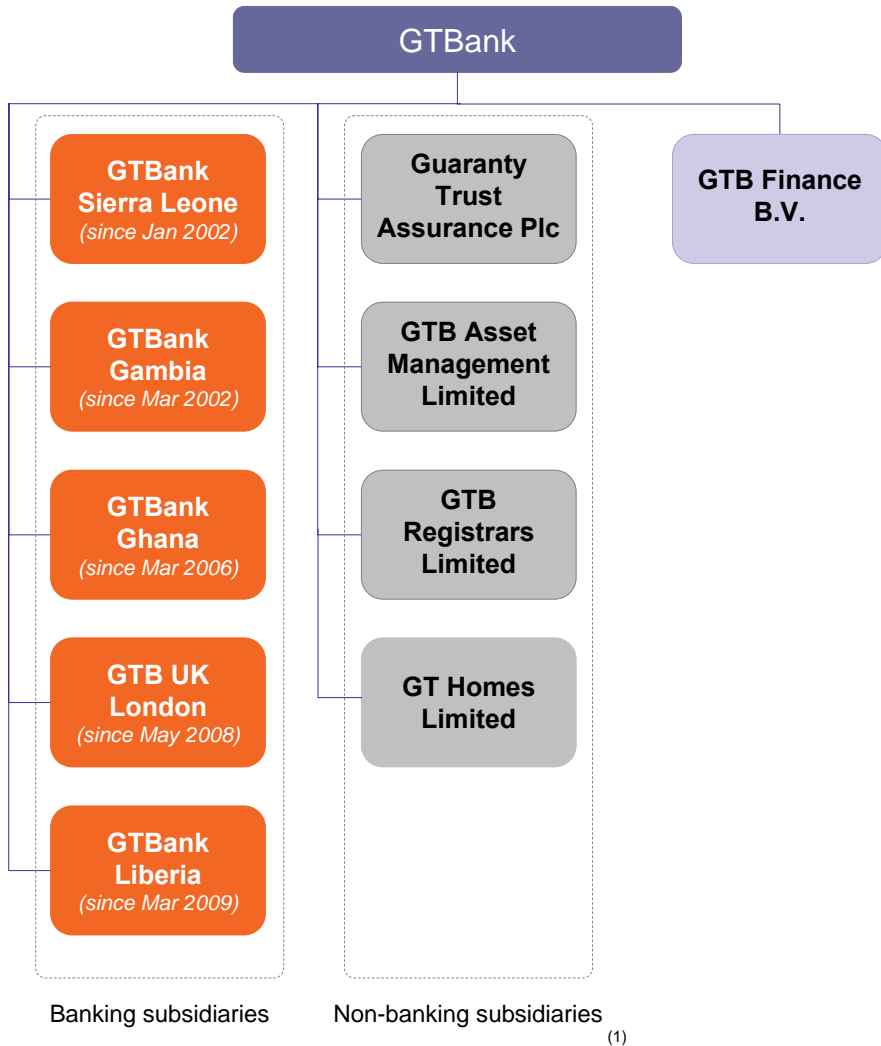 GTBank
GTBank
Sierra Leone
(since Jan 2002)
GTBank
Gambia
(since Mar 2002)
GTBank
Ghana
(since Mar 2006)
GTB UK
London
(since May 2008)
GTBank
Liberia
(since Mar 2009)
Banking subsidiaries
Guaranty
Trust
Assurance Plc
GTB Asset
Management
Limited
GTB
Registrars
Limited
GT Homes
Limited
Non-banking subsidiaries
(1)
GTB Finance
B.V.